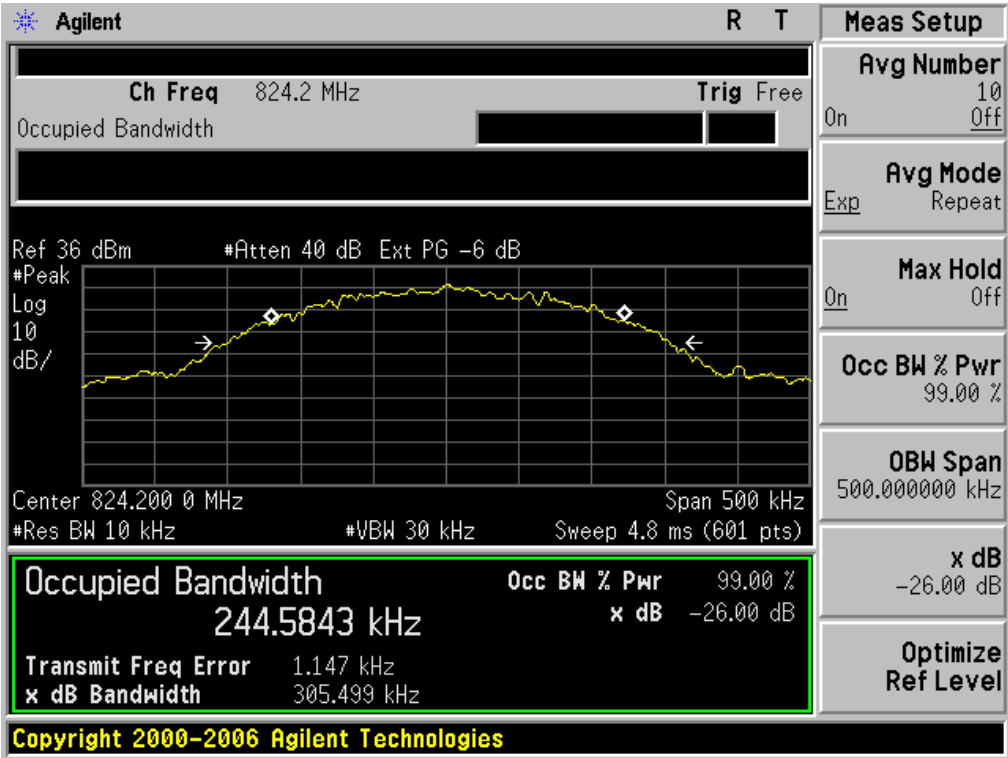 Agilent R T
Meas Setup
Ch Freq 824.2 MHz Trig Free
Occupied Bandwidth
Ref 36 dBm #Atten 40 dB Ext PG -6 dB
#Peak
Log
10
dB/
Center 824.200 0 MHz Span 500 kHz
#Res BW 10 kHz #VBW 30 kHz Sweep 4.8 ms (601 pts)
Occupied Bandwidth Occ BW % Pwr 99.00 %
244.5843 kHz x dB -26.00 dB
Transmit Freq Error 1.147 kHz
x dB Bandwidth 305.499 kHz
Avg Number
10
On Off
Avg Mode
Exp Repeat
Max Hold
On Off
Occ BW % Pwr
99.00 %
OBW Span
500.000000 kHz
x dB
-26.00 dB
Optimize
Ref Level
Copyright 2000-2006 Agilent Technologies